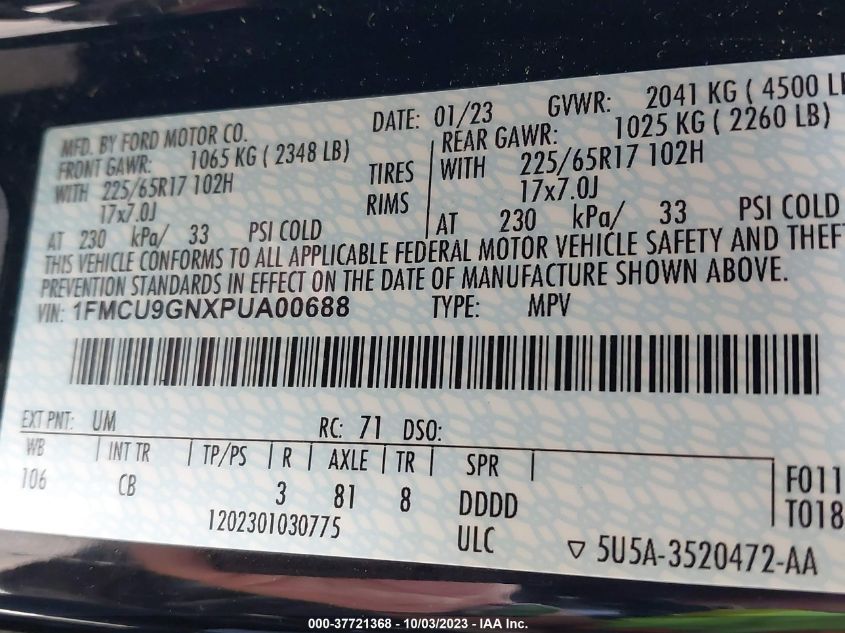 MFD. BY FORD MOTOR CO.
DATE: 01/23 GVWR: 2041 KG ( 4500 L
FRONT GAWR: 1065 KG ( 2348 LB)
REAR GAWR: 1025 KG ( 2260 LB)
WITH 225/65R17 102H TIRES WITH 225/65R17 102H
17x7.0J RIMS 17x7.0J
AT 230 kPa/ 33 PSI COLD AT 230 kPa/ 33 PSI COLD
THIS VEHICLE CONFORMS TO ALL APPLICABLE FEDERAL MOTOR VEHICLE SAFETY AND THEF
PREVENTION STANDARDS IN EFFECT ON THE DATE OF MANUFACTURE SHOWN ABOVE.
VIN: 1FMCU9GNXPUA00688 TYPE: MPV
EXT PNT: UM RC: 71 DSO:
WB INT TR TP/PS R AXLE TR SPR
106 CB 3 81 8 DDDD
F011
1202301030775 ULC
T018
▽ 5U5A-3520472-AA
000-37721368 - 10/03/2023 - IAA Inc.